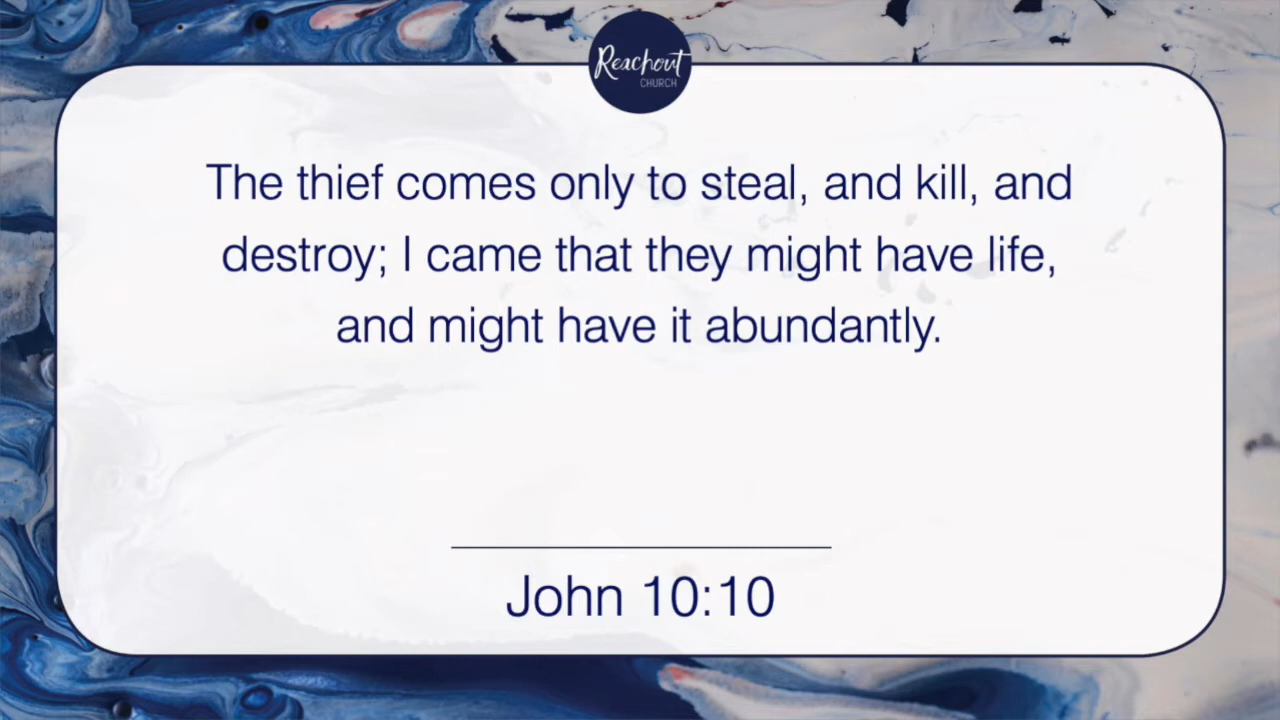 Reachout
CHURCH
The thief comes only to steal, and kill, and
destroy; I came that they might have life,
and might have it abundantly.
John 10:10